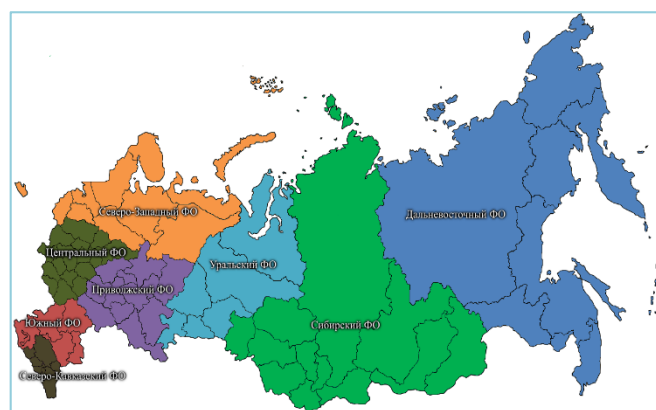 Северо-Западный ФО
Дальневосточный ФО
Центральный ФО
Уральский ФО
Приволжский ФО
Южный ФО
Сибирский ФО
Северо-Кавказский ФО